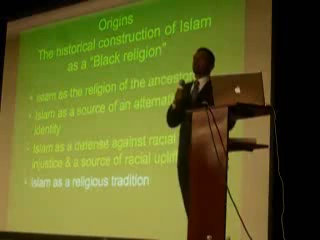 Origins
The historical construction of Islam
as a "Black religion"
• Islam as the religion of the ancestors
• Islam as a source of an alternat
identity
• Islam as a defense against racial
injustice & a source of racial uplift
• Islam as a religious tradition